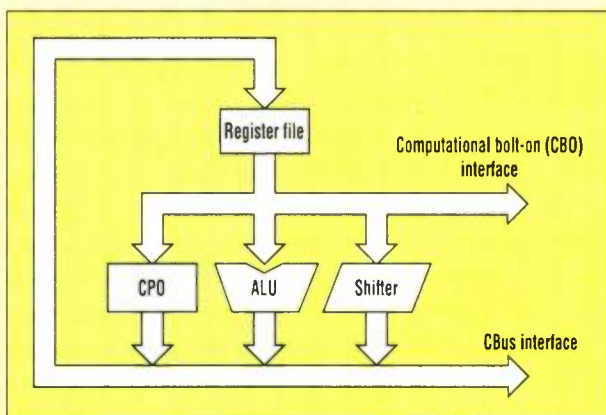 Register file
Computational bolt-on (CBO)
interface
CPO
ALU
Shifter
CBus interface